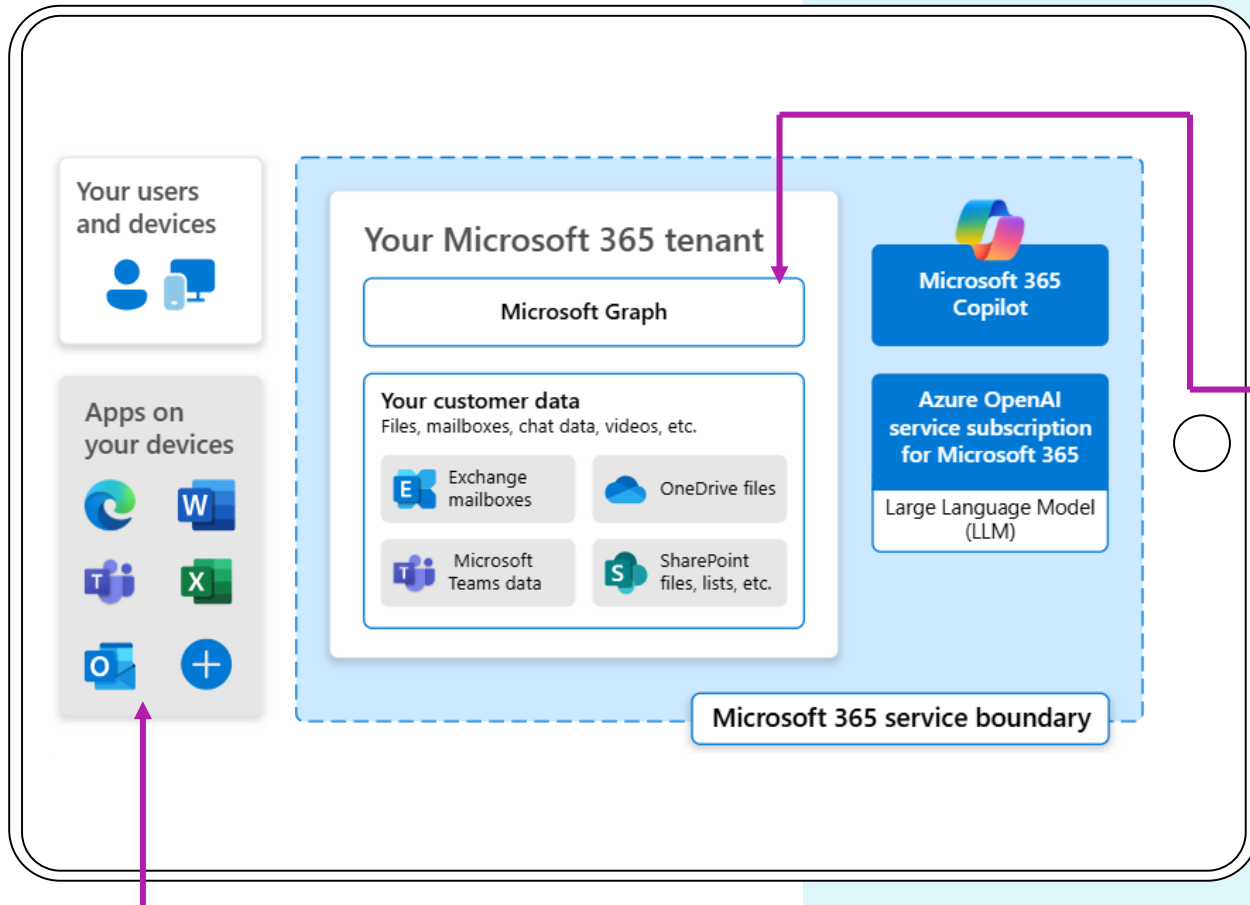 Your users
and devices
Apps on
your devices
W
T
X
O
Your Microsoft 365 tenant
Microsoft Graph
Your customer data
Files, mailboxes, chat data, videos, etc.
E
Exchange
mailboxes
OneDrive files
T
Microsoft
Teams data
S
SharePoint
files, lists, etc.
Microsoft 365
Copilot
Azure OpenAI
service subscription
for Microsoft 365
Large Language Model
(LLM)
Microsoft 365 service boundary